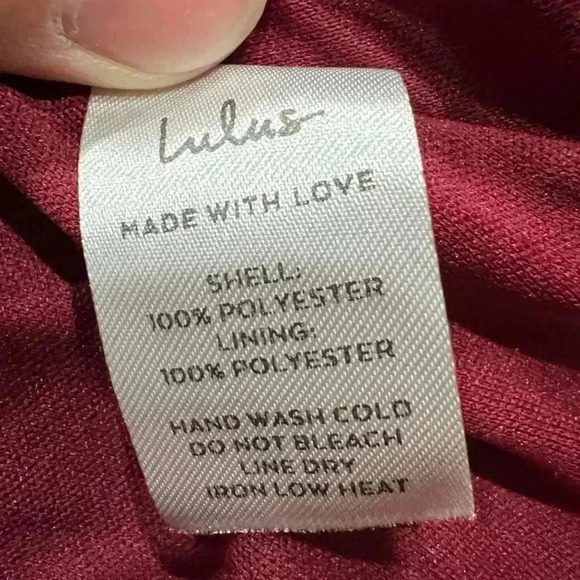 Lulus
MADE WITH LOVE
SHELL:
100% POLYESTER
LINING:
100% POLYESTER
HAND WASH COLD
DO NOT BLEACH
LINE DRY
IRON LOW HEAT